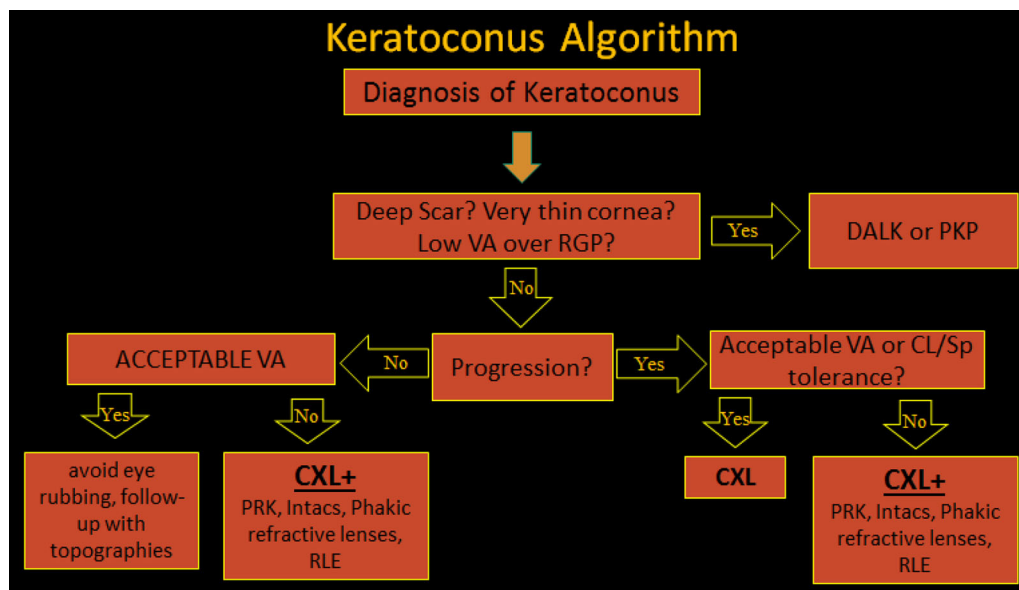 Keratoconus Algorithm
Diagnosis of Keratoconus
Deep Scar? Very thin cornea?
Low VA over RGP?
Yes
DALK or PKP
No
ACCEPTABLE VA
No
Progression?
Yes
Acceptable VA or CL/Sp
tolerance?
Yes
No
Yes
No
avoid eye
rubbing, follow-
up with
topographies
CXL+
PRK, Intacs, Phakic
refractive lenses,
RLE
CXL
CXL+
PRK, Intacs, Phakic
refractive lenses,
RLE